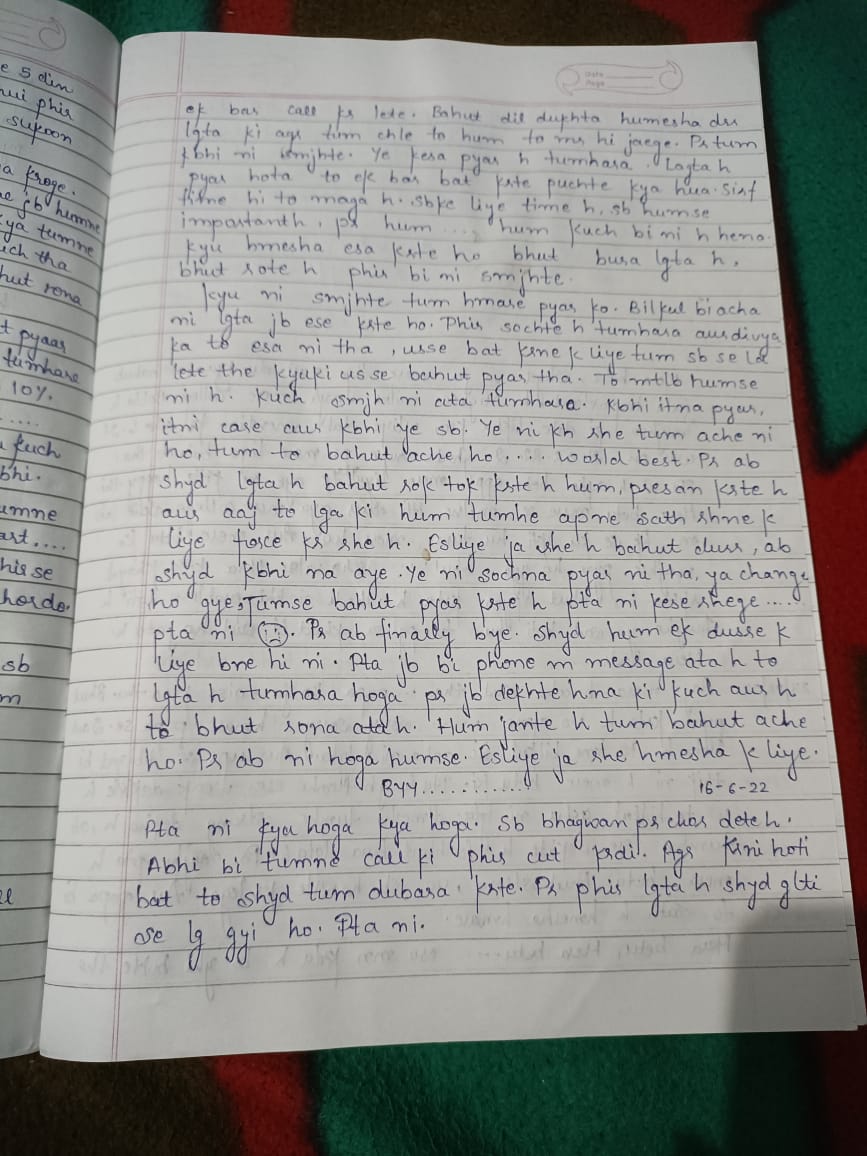 e 5 din
hui phir
sukoon
a kroge.
ne sb humne
kya tumne
uch tha
hut rona
t pyaar
tumhare
10%.
....
kuch
bhi.
umne
art....
his se
hordo.
sb
m
Date
Page
ek bar call kr lete. Bahut dil dukhta humesha dar
lgta ki agr tum chle to hum to mr hi jaege. Pr tum
kbhi ni smjhte. Ye kesa pyar h tumhara. Lagta h
pyar hota to ek bar bat krte puchte kya hua. Sirf
time hi to maga h. Sbke liye time h, sb humse
important h, pr hum.... hum kuch bi ni h hena.
kyu hmesha esa krte ho bhut bura lgta h,
bhut rote h phir bi ni smjhte.
Kyu ni smjhte tum hmare pyar ko. Bilkul bi acha
ni lgta jb ese krte ho. Phir sochte h tumhara aur divya
ka to esa ni tha, usse bat krne k liye tum sb se ld
lete the kyuki us se bahut pyar tha. To mtlb humse
ni h. kuch smjh ni ata tumhara. Kbhi itna pyar,
itni care aur kbhi ye sb. Ye ni kh rhe tum ache ni
ho, tum to bahut ache ho.... world best. Pr ab
shyd lgta h bahut rok tok krte h hum, presan krte h
aur aaj to lga ki hum tumhe apne sath rhne k
liye force kr rhe h. Esliye ja rhe h bahut dur, ab
shyd kbhi na aye. Ye ni sochna pyar ni tha, ya change
ho gye. Tumse bahut pyar krte h pta ni kese rhege.....
pta ni ☹. Pr ab finally bye. Shyd hum ek dusre k
liye bne hi ni. Pta jb bi phone m message ata h to
lgta h tumhara hoga pr jb dekhte hna ki kuch aur h
to bhut rona ata h. Hum jante h tum bahut ache
ho. Pr ab ni hoga humse. Esliye ja rhe hmesha k liye.
BYY............ 16-6-22
Pta ni kya hoga kya hoga. Sb bhagwan pr chor dete h.
Abhi bi tumne call ki phir cut krdi. Agr krni hoti
bat to shyd tum dubara krte. Pr phir lgta h shyd glti
se lg gyi ho. Pta ni.